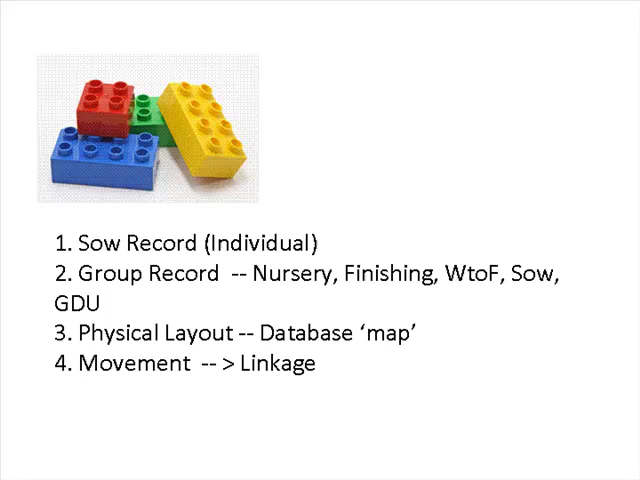 1. Sow Record (Individual)
2. Group Record -- Nursery, Finishing, WtoF, Sow,
GDU
3. Physical Layout -- Database ‘map’
4. Movement -- > Linkage